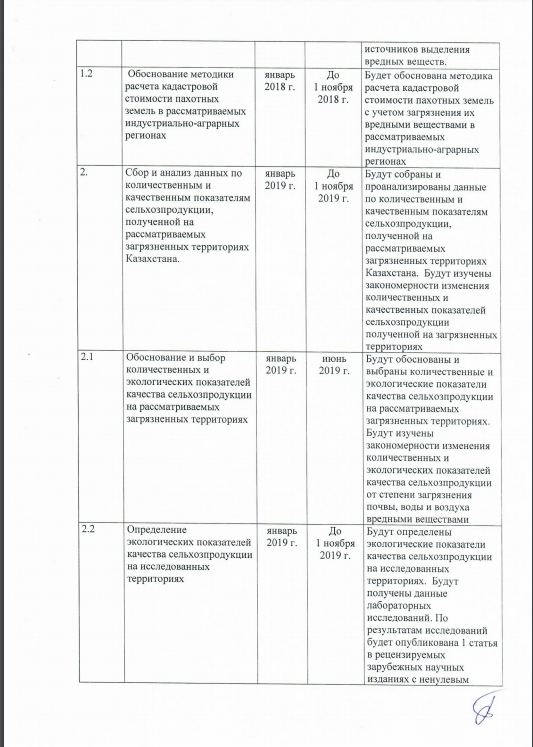 источников выделения
вредных веществ.
1.2
Обоснование методики
расчета кадастровой
стоимости пахотных
земель в рассматриваемых
индустриально-аграрных
регионах
январь
2018 г.
До
1 ноября
2018 г.
Будет обоснована методика
расчета кадастровой
стоимости пахотных земель
с учетом загрязнения их
вредными веществами в
рассматриваемых
индустриально-аграрных
регионах
2.
Сбор и анализ данных по
количественным и
качественным показателям
сельхозпродукции,
полученной на
рассматриваемых
загрязненных территориях
Казахстана.
январь
2019 г.
До
1 ноября
2019 г.
Будут собраны и
проанализированы данные
по количественным и
качественным показателям
сельхозпродукции,
полученной на
рассматриваемых
загрязненных территориях
Казахстана. Будут изучены
закономерности изменения
количественных и
качественных показателей
сельхозпродукции
полученной на загрязненных
территориях
2.1
Обоснование и выбор
количественных и
экологических показателей
качества сельхозпродукции
на рассматриваемых
загрязненных территориях
январь
2019 г.
июнь
2019 г.
Будут обоснованы и
выбраны количественные и
экологические показатели
качества сельхозпродукции
на рассматриваемых
загрязненных территориях.
Будут изучены
закономерности изменения
количественных и
экологических показателей
качества сельхозпродукции
от степени загрязнения
почвы, воды и воздуха
вредными веществами
2.2
Определение
экологических показателей
качества сельхозпродукции
на исследованных
территориях
январь
2019 г.
До
1 ноября
2019 г.
Будут определены
экологические показатели
качества сельхозпродукции
на исследованных
территориях. Будут
получены данные
лабораторных
исследований. По
результатам исследований
будет опубликована 1 статья
в рецензируемых
зарубежных научных
изданиях с ненулевым